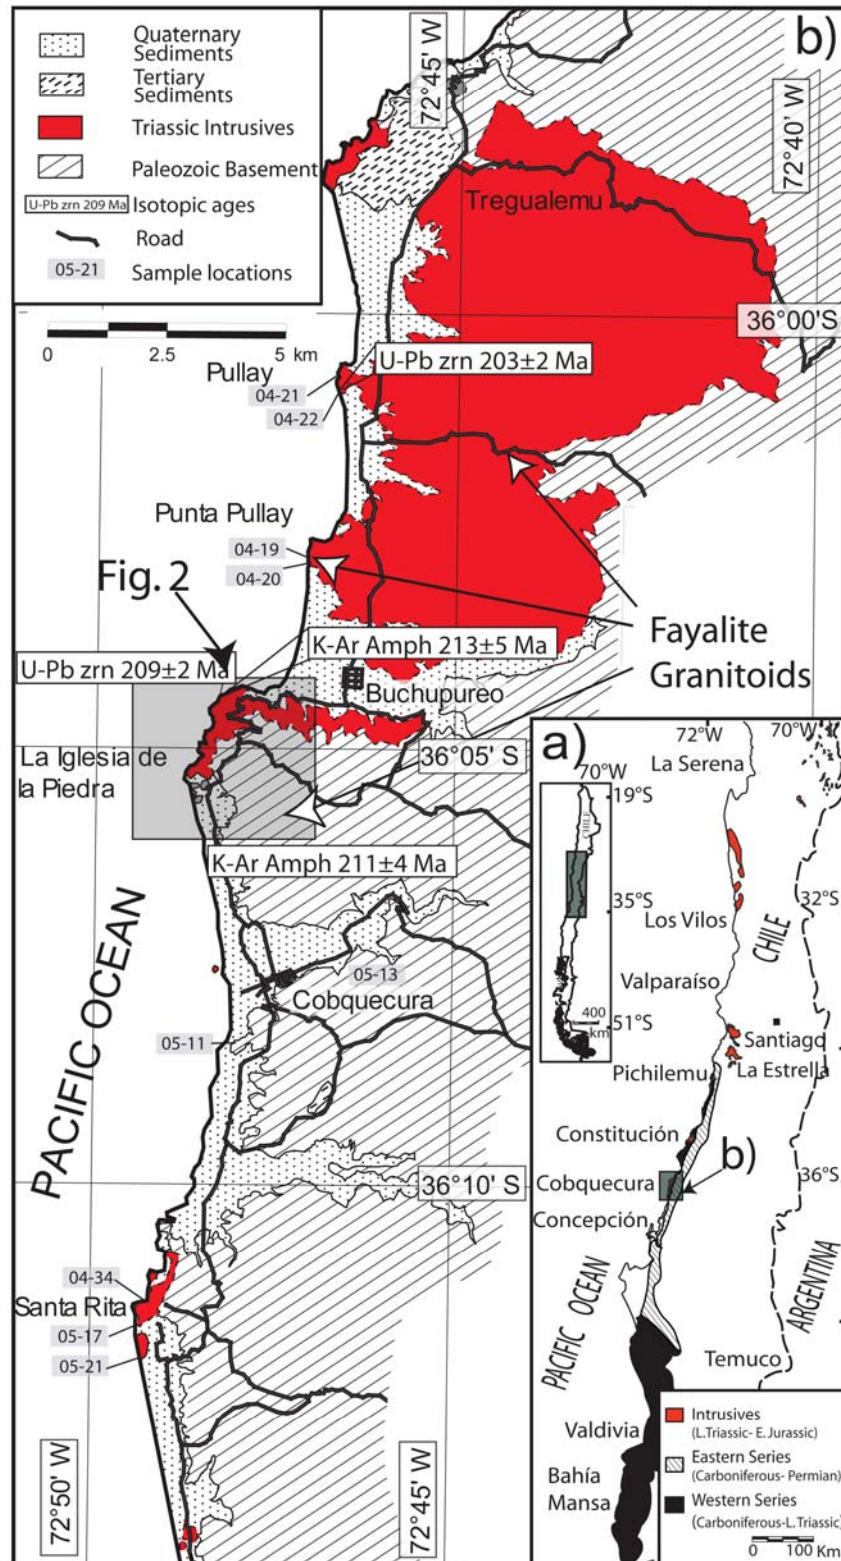 b)
Quaternary
Sediments
Tertiary
Sediments
Triassic Intrusives
Paleozoic Basement
U-Pb zrn 209 Ma Isotopic ages
Road
05-21 Sample locations
0 2.5 5 km
72°45' W
72°40' W
Tregualemu
36°00'S
Pullay
U-Pb zrn 203±2 Ma
04-21
04-22
Punta Pullay
04-19
04-20
Fig. 2
Fayalite
Granitoids
K-Ar Amph 213±5 Ma
U-Pb zrn 209±2 Ma
Buchupureo
La Iglesia de
la Piedra
36°05' S
K-Ar Amph 211±4 Ma
PACIFIC OCEAN
05-13
Cobquecura
05-11
36°10' S
04-34
Santa Rita
05-17
05-21
72°50' W
72°45' W
a)
72°W
70°W
La Serena
70°W
19°S
CHILE
35°S
32°S
Los Vilos
CHILE
Valparaíso
400
km
51°S
Santiago
La Estrella
Pichilemu
Constitución
b)
Cobquecura
36°S
Concepción
PACIFIC OCEAN
ARGENTINA
Temuco
Valdivia
Bahía
Mansa
Intrusives
(L.Triassic- E.Jurassic)
Eastern Series
(Carboniferous- Permian)
Western Series
(Carboniferous-L.Triassic)
0 100 Km